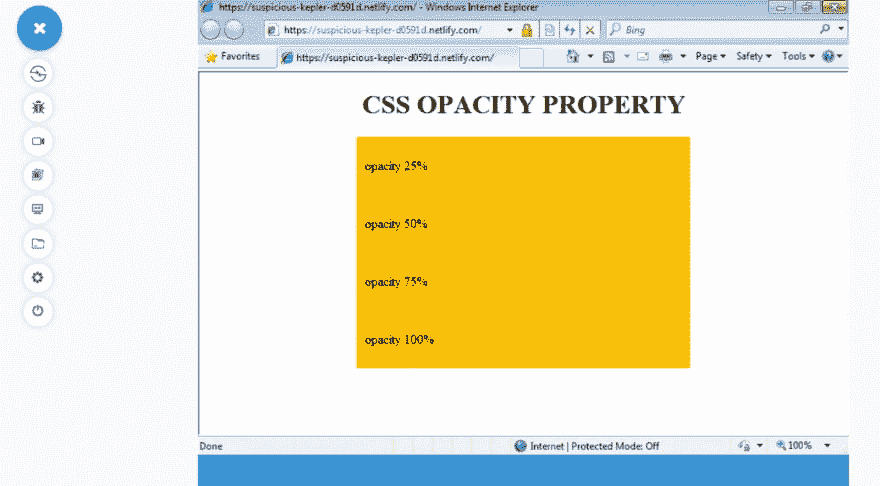 https://suspicious-kepler-d0591d.netlify.com/ - Windows Internet Explorer
https://suspicious-kepler-d0591d.netlify.com/ Bing
Favorites https://suspicious-kepler-d0591d.netlify.com/ Page Safety Tools
CSS OPACITY PROPERTY
opacity 25%
opacity 50%
opacity 75%
opacity 100%
Done Internet | Protected Mode: Off 100%